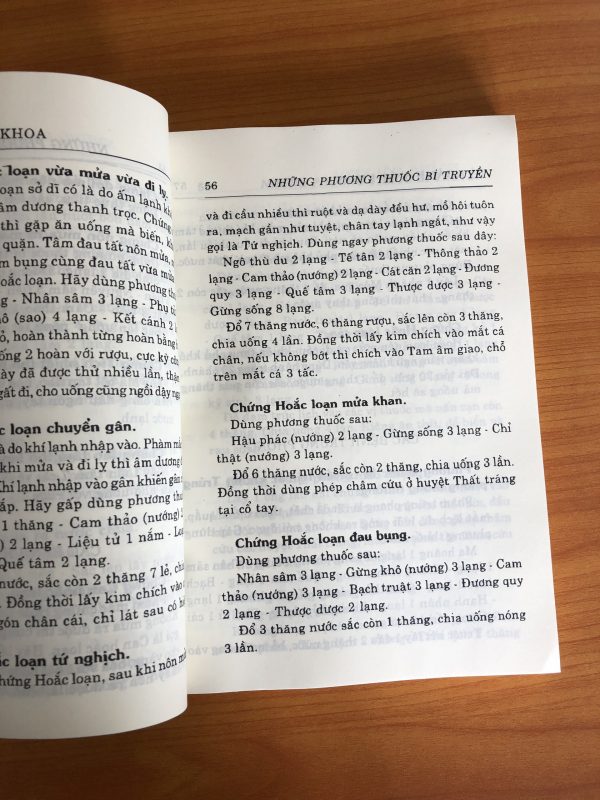 KHOA
loạn vừa mửa vừa đi lỵ.
loạn sở dĩ có là do ấm lạnh
âm dương thanh trọc. Chứng
thì gặp ăn uống mà biến,
quặn. Tâm đau tất nôn mửa,
bụng cùng đau tất vừa mửa
loạn. Hãy dùng phương
- Nhân sâm 3 lạng - Phụ
(sao) 4 lạng - Kết cánh 2
hoàn thành từng hoàn bằng
2 hoàn với rượu, cực kỳ
này đã được thử nhiều lần,
ngất đi, cho uống cũng ngồi dậy
loạn chuyển gân.
là do khí lạnh nhập vào. Phàm
khi mửa và đi lỵ thì âm dương
khí lạnh nhập vào gân khiến gân
Hãy gấp dùng phương
1 thăng - Cam thảo (nướng)
2 lạng - Liệu tử 1 nắm -
Quế tâm 2 lạng.
nước, sắc còn 2 thăng 7 lẻ,
Đồng thời lấy kim chích vào
ngón chân cái, chỉ lát sau có
loạn tứ nghịch.
chứng Hoắc loạn, sau khi nôn
56 NHỮNG PHƯƠNG THUỐC BÍ TRUYỀN
và đi cầu nhiều thì ruột và dạ dày đều hư, mồ hôi tuôn
ra, mạch gần như tuyệt, chân tay lạnh ngắt, như vậy
gọi là Tứ nghịch. Dùng ngay phương thuốc sau đây:
Ngô thù du 2 lạng - Tế tân 2 lạng - Thông thảo 2
lạng - Cam thảo (nướng) 2 lạng - Cát căn 2 lạng - Đương
quy 3 lạng - Quế tâm 3 lạng - Thược dược 3 lạng -
Gừng sống 8 lạng.
Đổ 7 thăng nước, 6 thăng rượu, sắc lên còn 3 thăng,
chia uống 4 lần. Đồng thời lấy kim chích vào mắt cá
chân, nếu không bớt thì chích vào Tam âm giao, chỗ
trên mắt cá 3 tấc.
Chứng Hoắc loạn mửa khan.
Dùng phương thuốc sau:
Hậu phác (nướng) 2 lạng - Gừng sống 3 lạng - Chỉ
thật (nướng) 3 lạng.
Đổ 6 thăng nước, sắc còn 2 thăng, chia uống 3 lần.
Đồng thời dùng phép châm cứu ở huyệt Thất tráng
tại cổ tay.
Chứng Hoắc loạn đau bụng.
Dùng phương thuốc sau:
Nhân sâm 3 lạng - Gừng khô (nướng) 3 lạng - Cam
thảo (nướng) 3 lạng - Bạch truật 3 lạng - Đương quy
2 lạng - Thược dược 2 lạng.
Đổ 3 thăng nước sắc còn 1 thăng, chia uống nóng
3 lần.